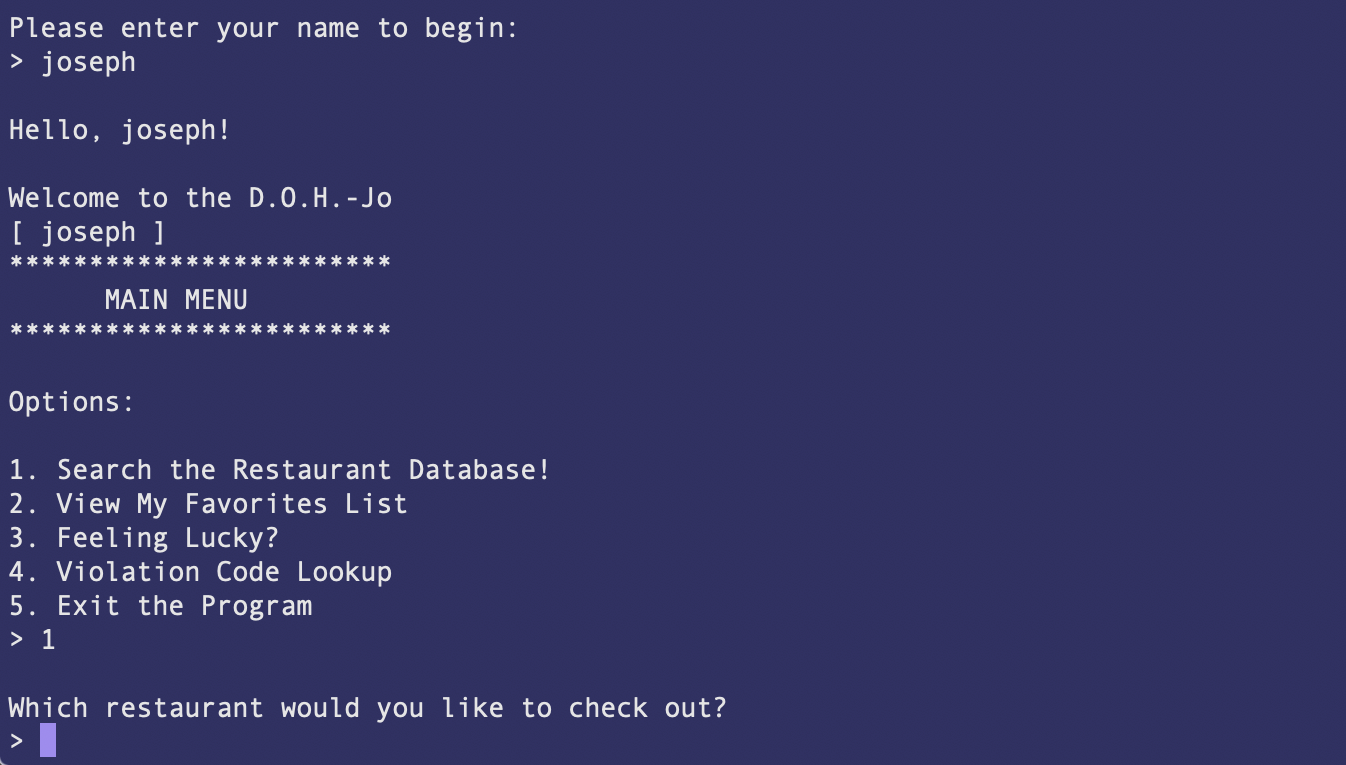 Please enter your name to begin:
> joseph
Hello, joseph!
Welcome to the D.O.H.-Jo
[ joseph ]
************************
MAIN MENU
************************
Options:
1. Search the Restaurant Database!
2. View My Favorites List
3. Feeling Lucky?
4. Violation Code Lookup
5. Exit the Program
> 1
Which restaurant would you like to check out?
>